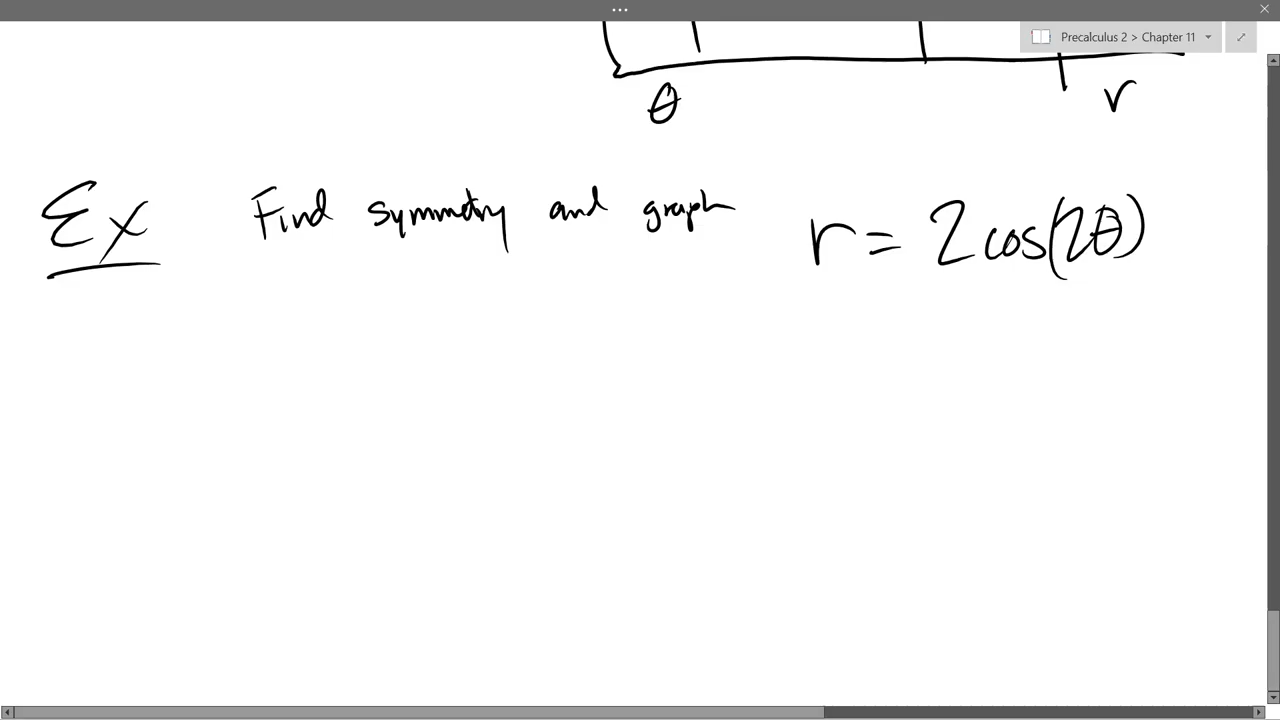 Precalculus 2 > Chapter 11
θ r
Ex Find symmetry and graph r = 2cos(2θ)